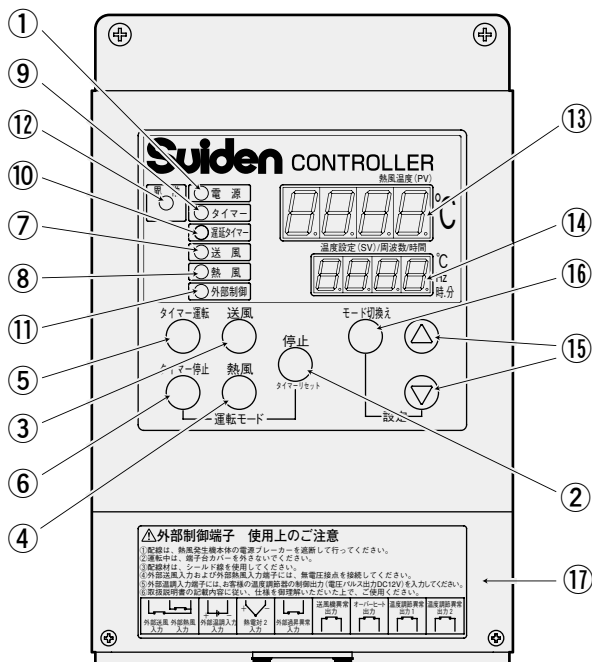 ①
⑨
⑫
⑩
⑦
⑧
⑪
⑤
③
⑥
④
⑬
⑭
⑯
⑮
②
⑰
Suiden CONTROLLER
熱風温度(PV)
電 源
タイマー
遅延タイマー
送 風
熱 風
外部制御
8.8.8.8. ℃
温度設定(SV)/周波数/時間
8.8.8.8. ℃
Hz
時.分
タイマー運転 送風 モード切換え
停止
タイマーリセット
タイマー停止 熱風
運転モード 設定
⚠外部制御端子 使用上のご注意
①配線は、熱風発生機本体の電源ブレーカーを遮断して行ってください。
②運転中は、端子台カバーを外さないでください。
③配線材は、シールド線を使用してください。
④外部送風入力および外部熱風入力端子には、無電圧接点を接続してください。
⑤外部温調入力端子には、お客様の温度調節器の制御出力(電圧パルス出力DC12V)を入力してください。
⑥取扱説明書の記載内容に従い、仕様を御理解いただいた上で、ご使用ください。
外部送風入力 外部熱風入力 外部温調入力 熱電対2入力 外部過昇異常入力 送風機異常出力 オーバーヒート出力 温度調節異常出力1 温度調節異常出力2